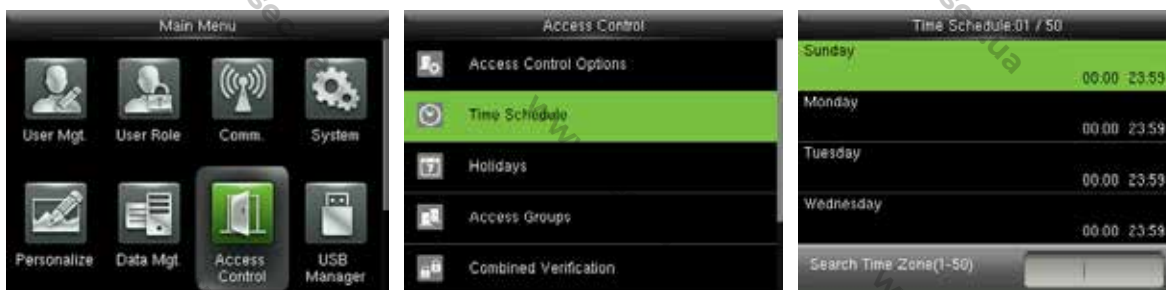 Main Menu
User Mgt.
User Role
Comm.
System
Personalize
Data Mgt.
Access Control
USB Manager
Access Control
Access Control Options
Time Schedule
Holidays
Access Groups
Combined Verification
Time Schedule:01 / 50
Sunday
00:00 23:59
Monday
00:00 23:59
Tuesday
00:00 23:59
Wednesday
00:00 23:59
Search Time Zone(1-50)